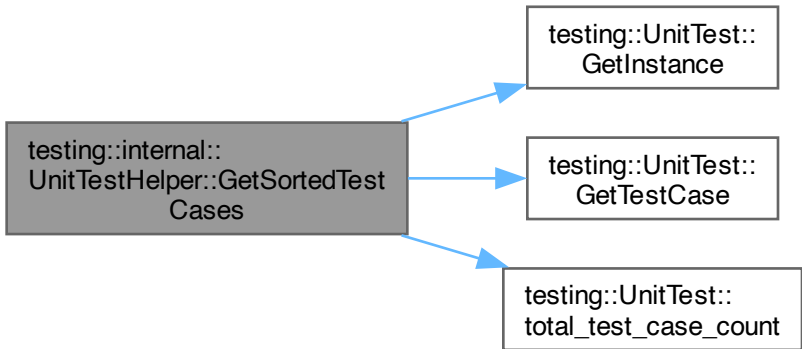 testing::internal::
UnitTestHelper::GetSortedTest
Cases
testing::UnitTest::
GetInstance
testing::UnitTest::
GetTestCase
testing::UnitTest::
total_test_case_count